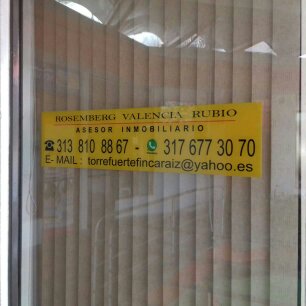 ROSEMBERG VALENCIA RUBIO
ASESOR INMOBILIARIO
313 810 88 67 - 317 677 30 70
E- MAIL : torrefuertefincaraiz@yahoo.es